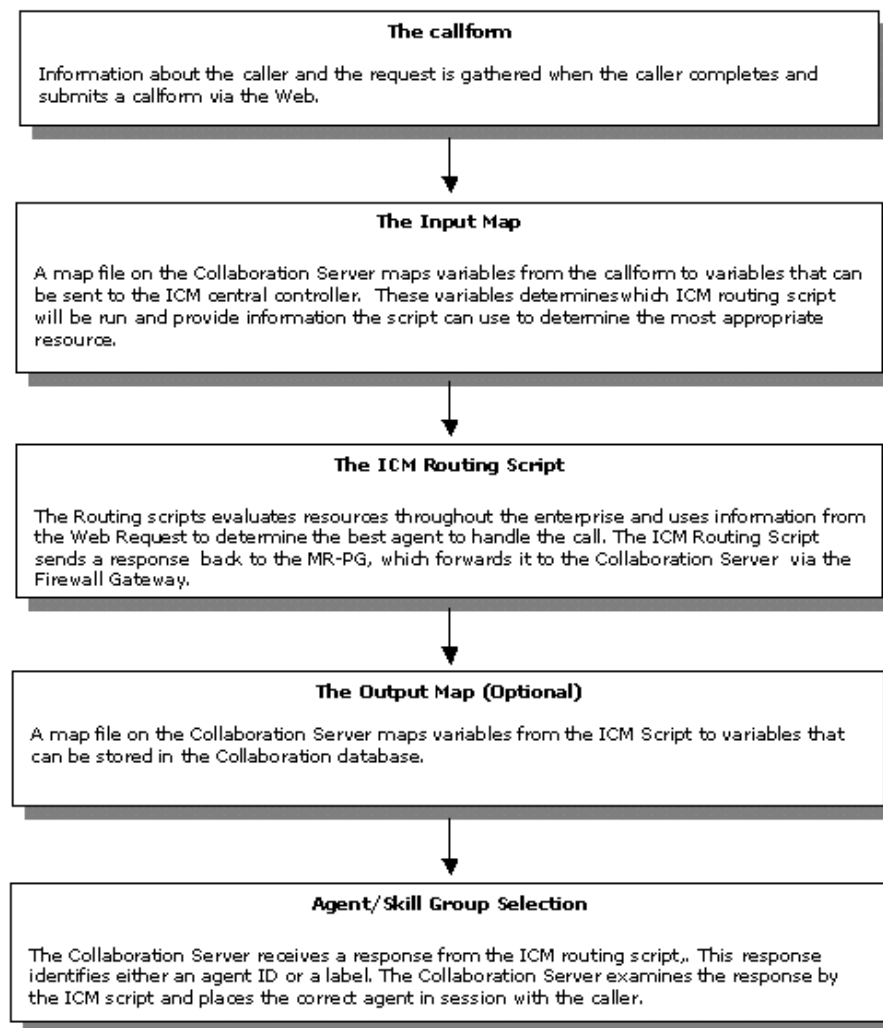 The callform
Information about the caller and the request is gathered when the caller completes and
submits a callform via the Web.
The Input Map
A map file on the Collaboration Server maps variables from the callform to variables that can
be sent to the ICM central controller.  These variables determineswhich ICM routing script
will be run and provide information the script can use to determine the most appropriate
resource.
The ICM Routing Script
The Routing scripts evaluates resources throughout the enterprise and uses information from
the Web Request to determine the best agent to handle the call. The ICM Routing Script
sends a response  back to the MR-PG, which forwards it to the Collaboration Server  via the
Firewall Gateway.
The Output Map (Optional)
A map file on the Collaboration Server maps variables from the ICM Script to variables that
can be stored in the Collaboration database.
Agent/Skill Group Selection
The Collaboration Server receives a response from the ICM routing script,. This response
identifies either an agent ID or a label. The Collaboration Server examines the response by
the ICM script and places the correct agent in session with the caller.